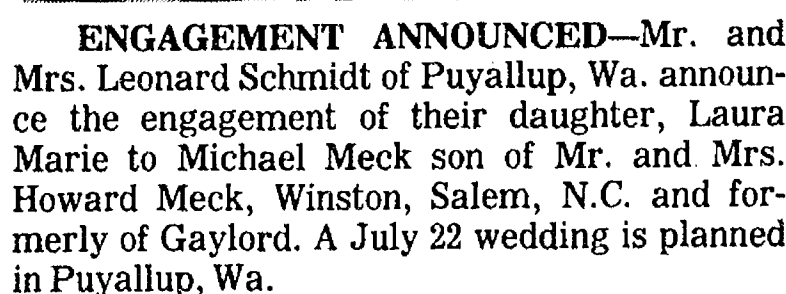 ENGAGEMENT ANNOUNCED—Mr. and
Mrs. Leonard Schmidt of Puyallup, Wa. announ-
ce the engagement of their daughter, Laura
Marie to Michael Meck son of Mr. and Mrs.
Howard Meck, Winston, Salem, N.C. and for-
merly of Gaylord. A July 22 wedding is planned
in Puyallup, Wa.